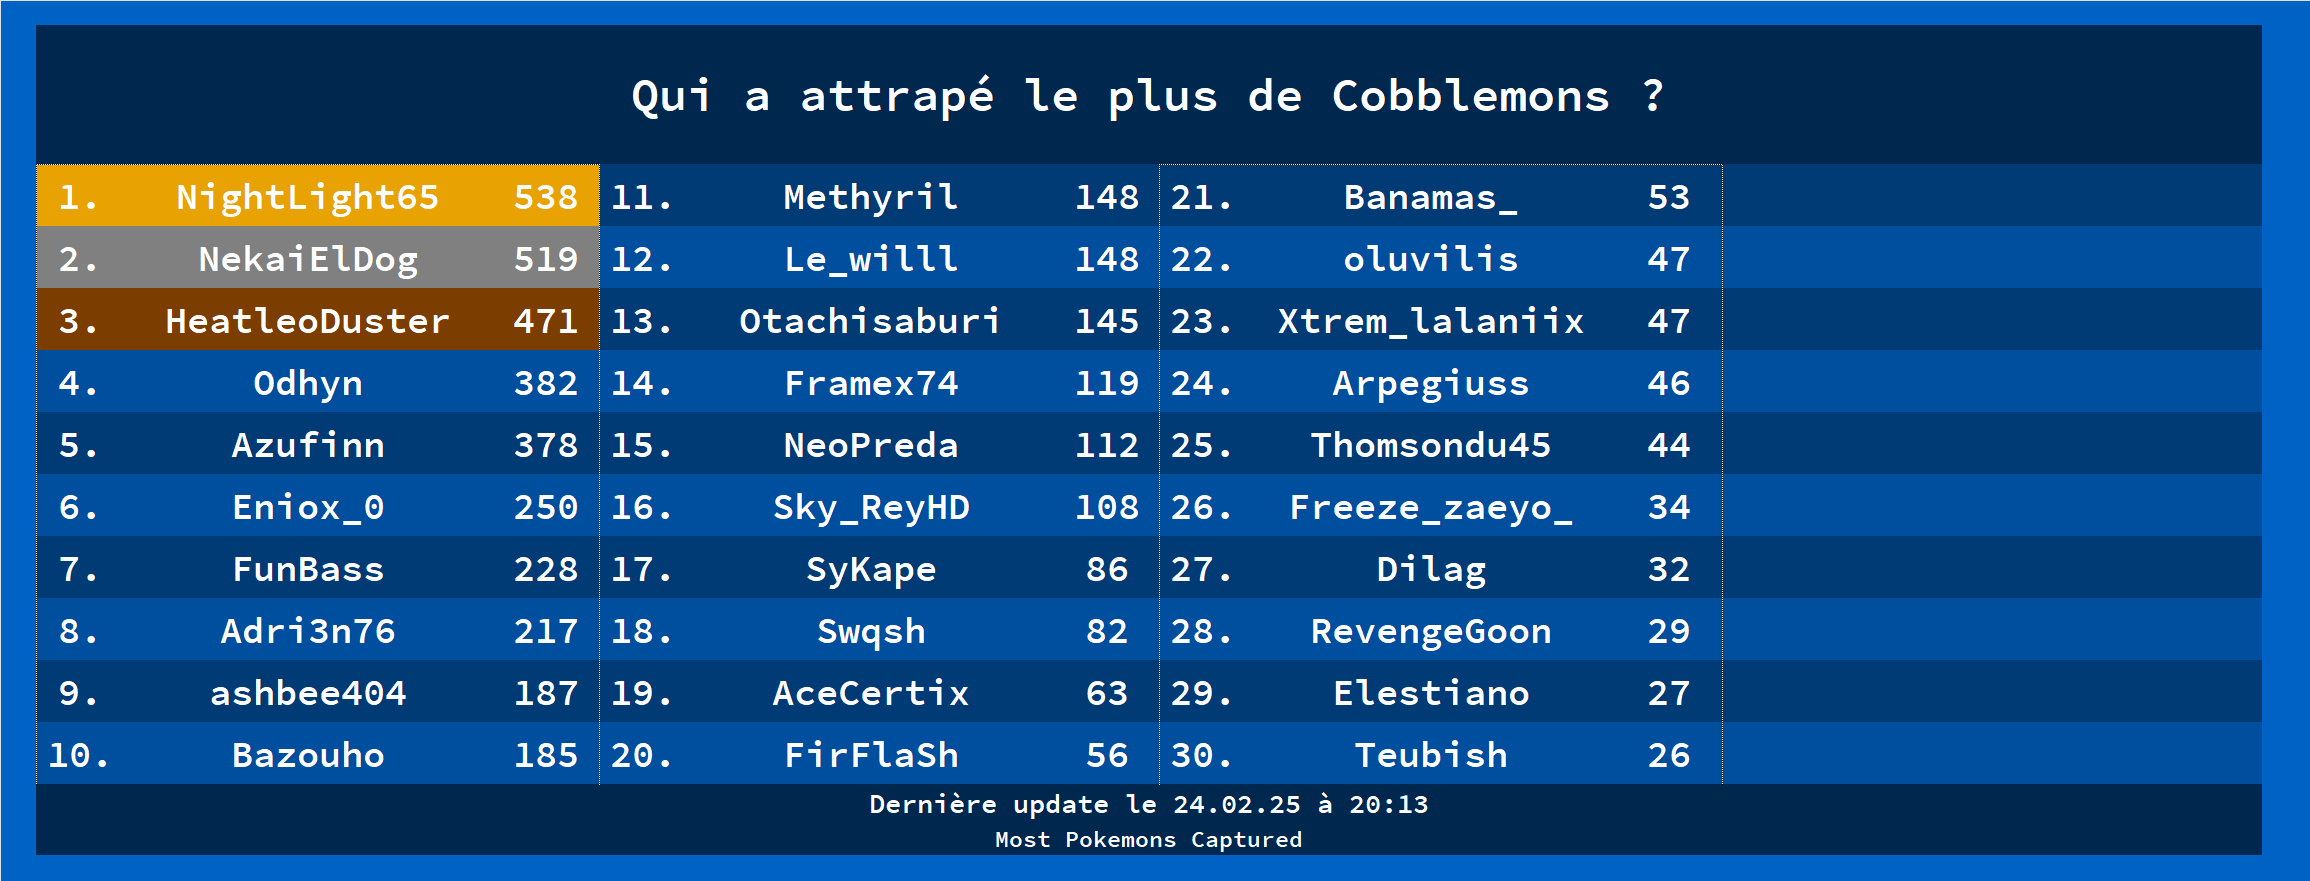 Qui a attrapé le plus de Cobblemons ?
1. NightLight65 538 11. Methyril 148 21. Banamas_ 53
2. NekaiElDog 519 12. Le_willl 148 22. oluvilis 47
3. HeatleoDuster 471 13. Otachisaburi 145 23. Xtrem_lalaniix 47
4. Odhyn 382 14. Framex74 119 24. Arpegiuss 46
5. Azufinn 378 15. NeoPreda 112 25. Thomsondu45 44
6. Eniox_0 250 16. Sky_ReyHD 108 26. Freeze_zaeyo_ 34
7. FunBass 228 17. SyKape 86 27. Dilag 32
8. Adri3n76 217 18. Swqsh 82 28. RevengeGoon 29
9. ashbee404 187 19. AceCertix 63 29. Elestiano 27
10. Bazouho 185 20. FirFlaSh 56 30. Teubish 26
Dernière update le 24.02.25 à 20:13
Most Pokemons Captured